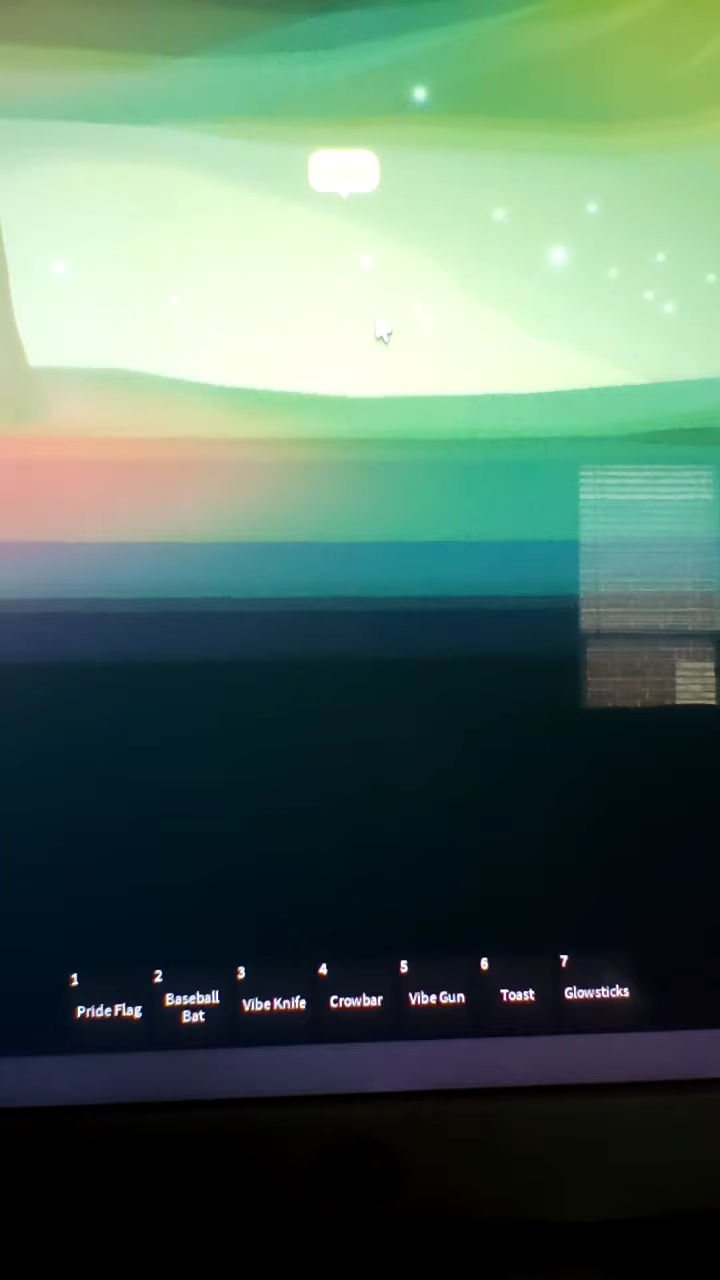 1 2 3 4 5 6 7
Pride Flag
Baseball
Bat
Vibe Knife
Crowbar
Vibe Gun
Toast
Glowsticks